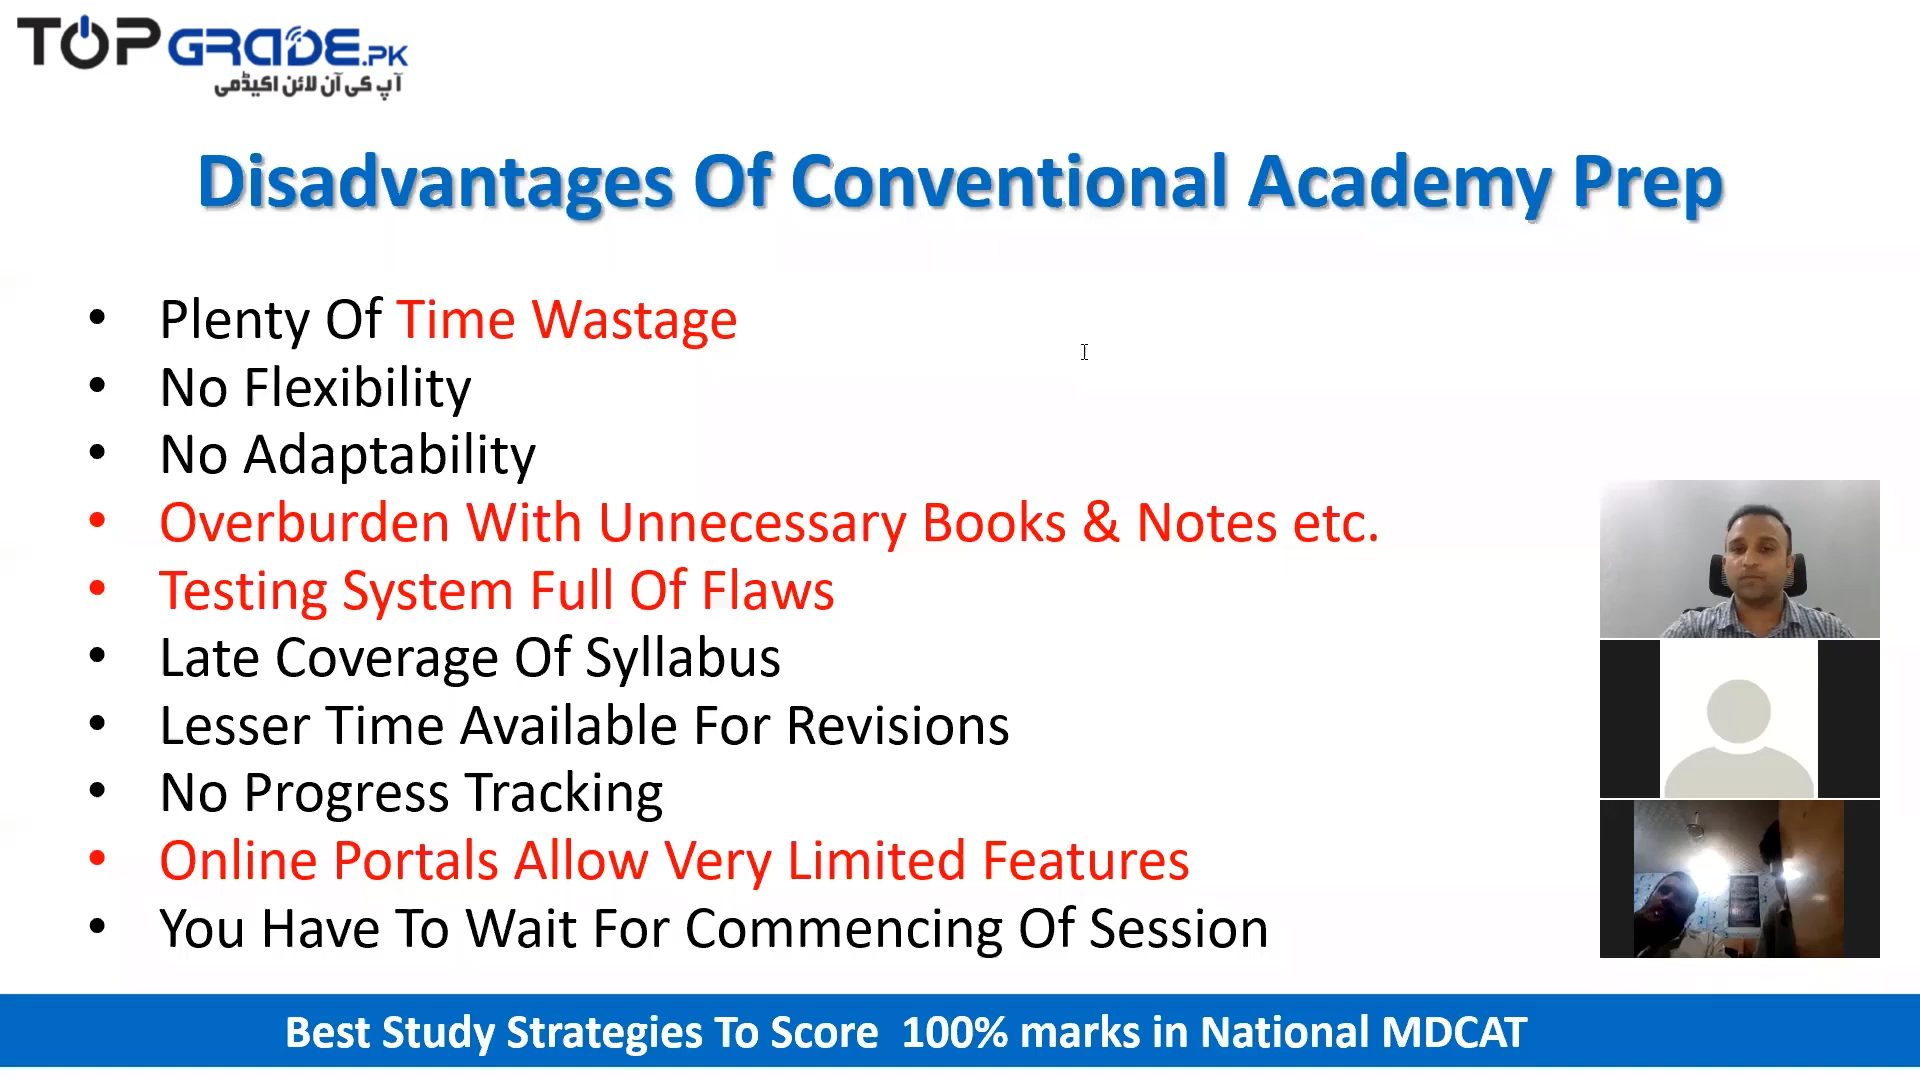 TOPGRADE.PK
آپ کی آن لائن اکیڈمی
Disadvantages Of Conventional Academy Prep
• Plenty Of Time Wastage
• No Flexibility
• No Adaptability
• Overburden With Unnecessary Books & Notes etc.
• Testing System Full Of Flaws
• Late Coverage Of Syllabus
• Lesser Time Available For Revisions
• No Progress Tracking
• Online Portals Allow Very Limited Features
• You Have To Wait For Commencing Of Session
Best Study Strategies To Score 100% marks in National MDCAT